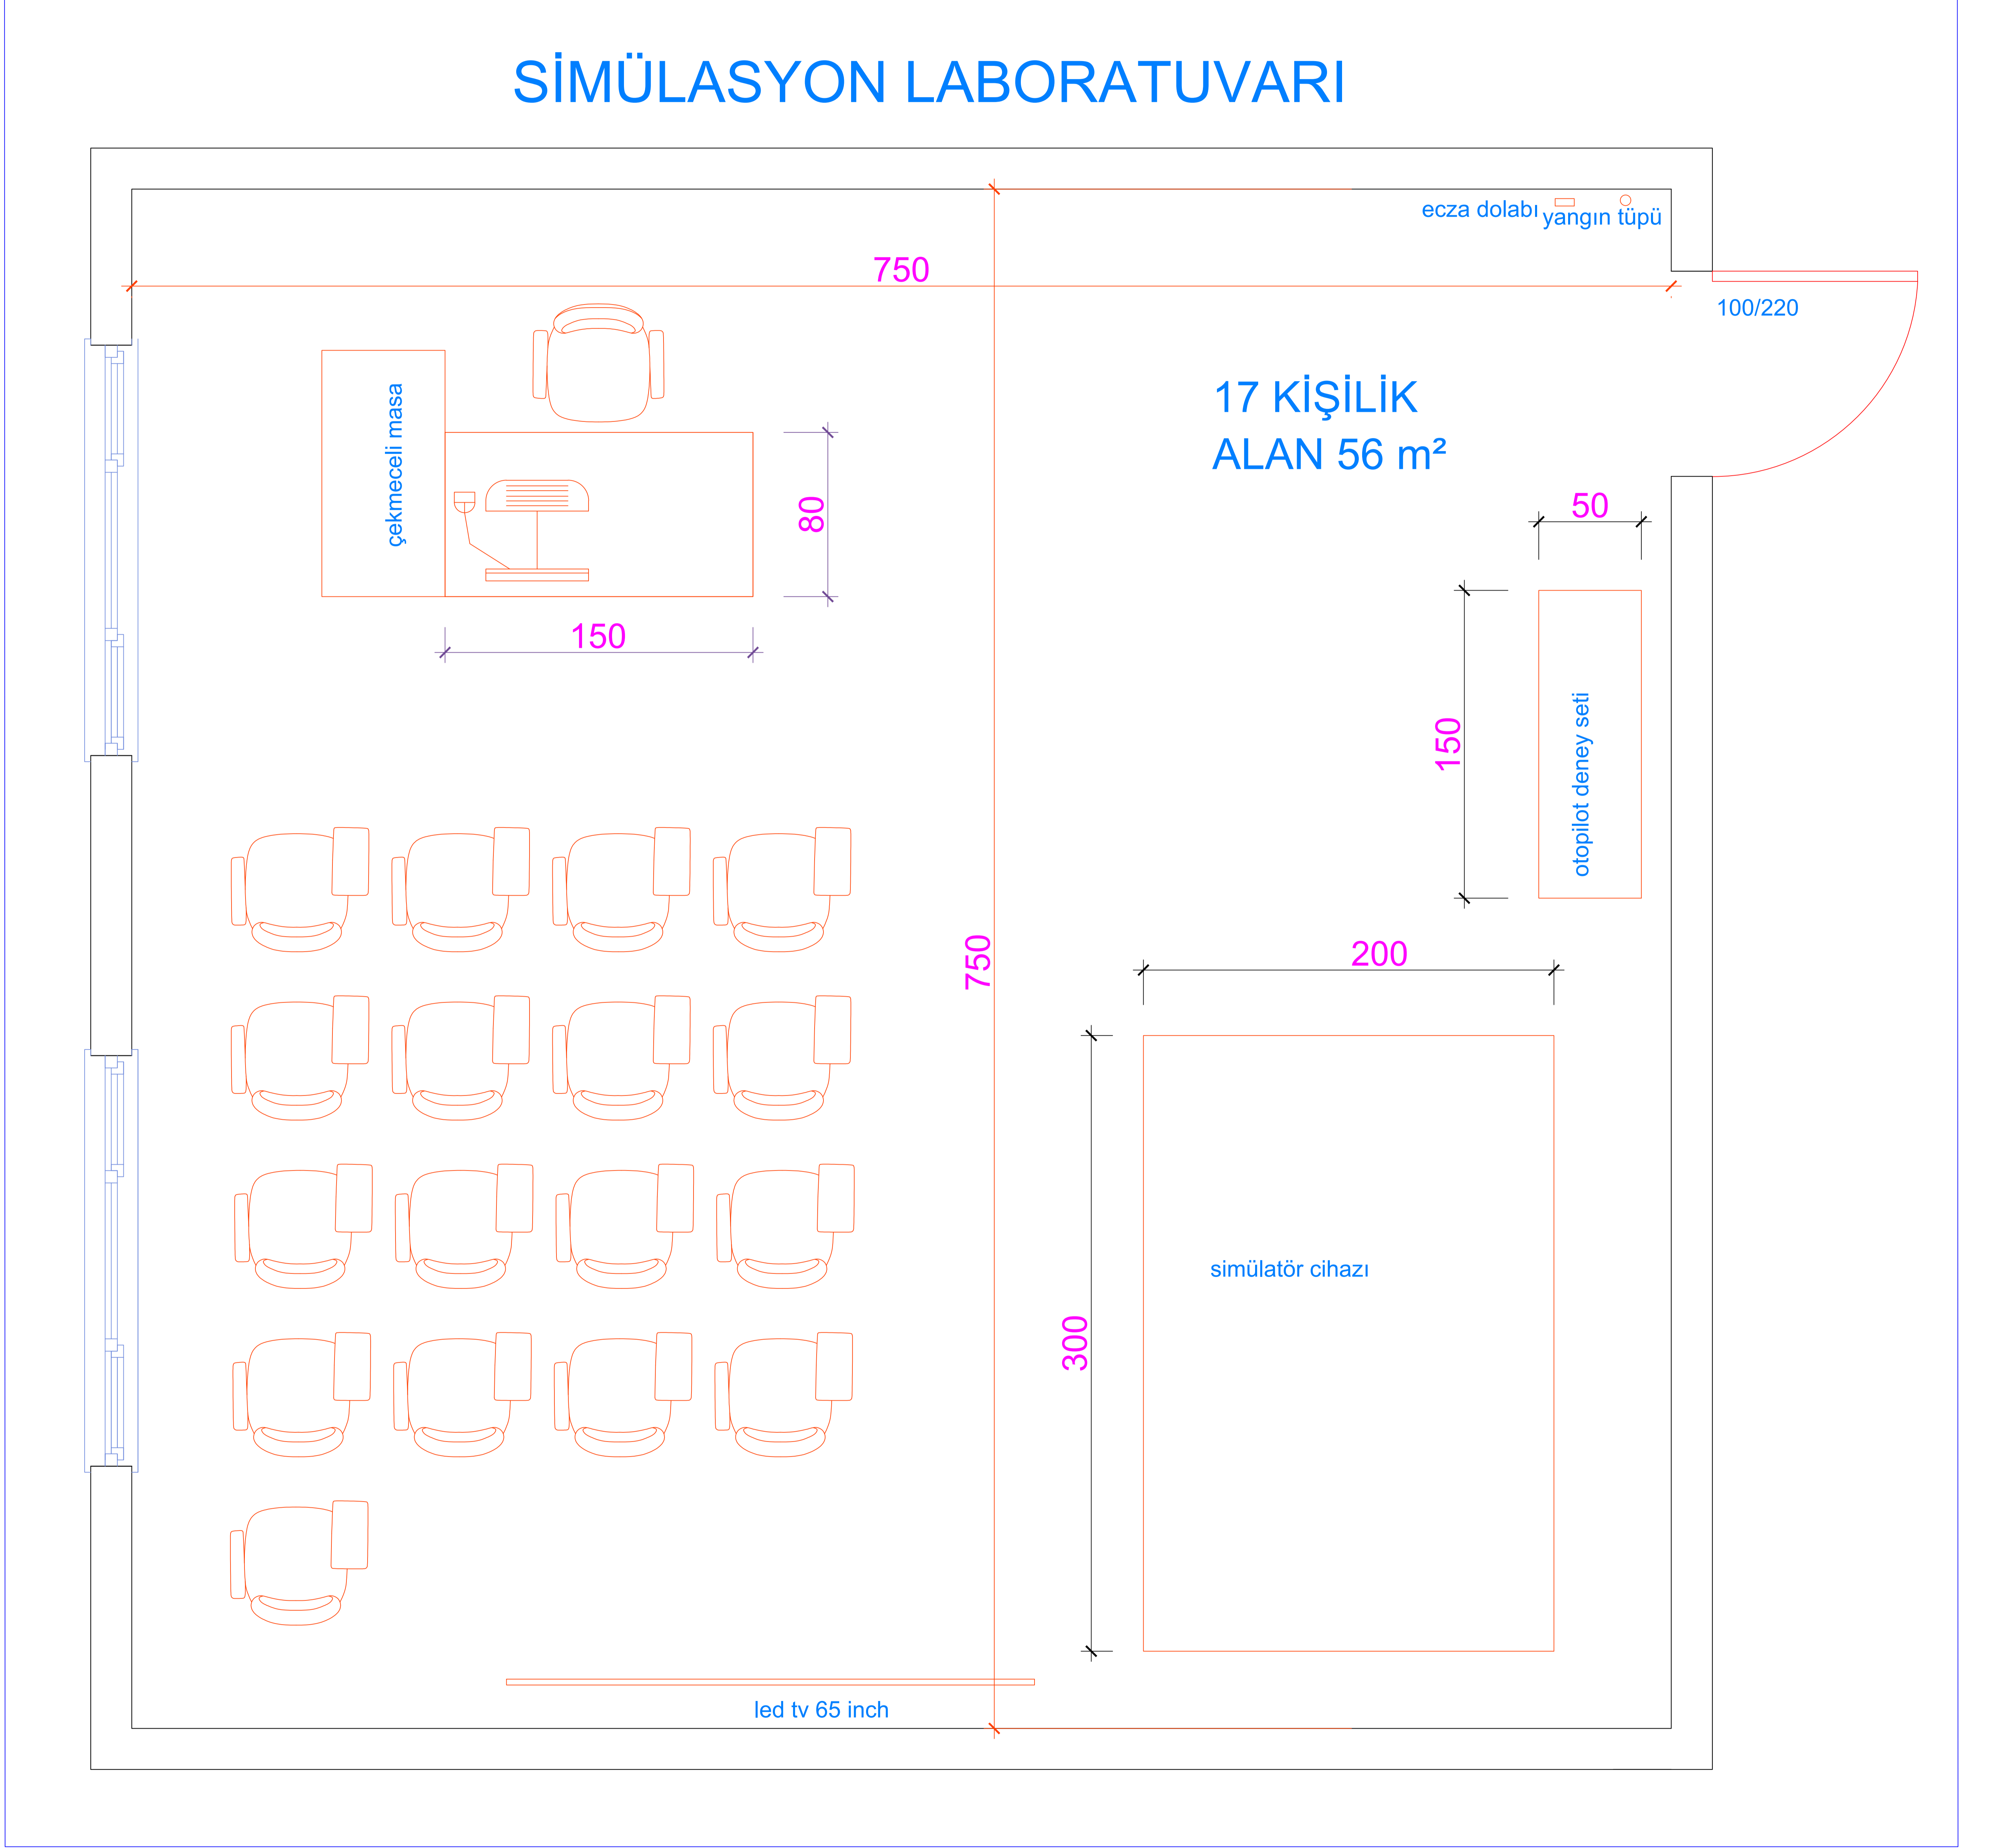 SİMÜLASYON LABORATUVARI
ecza dolabı
yangın tüpü
750
100/220
17 KİŞİLİK
ALAN 56 m²
çekmeceli masa
80
50
150
150
otopilot deney seti
750
200
300
simülatör cihazı
led tv 65 inch